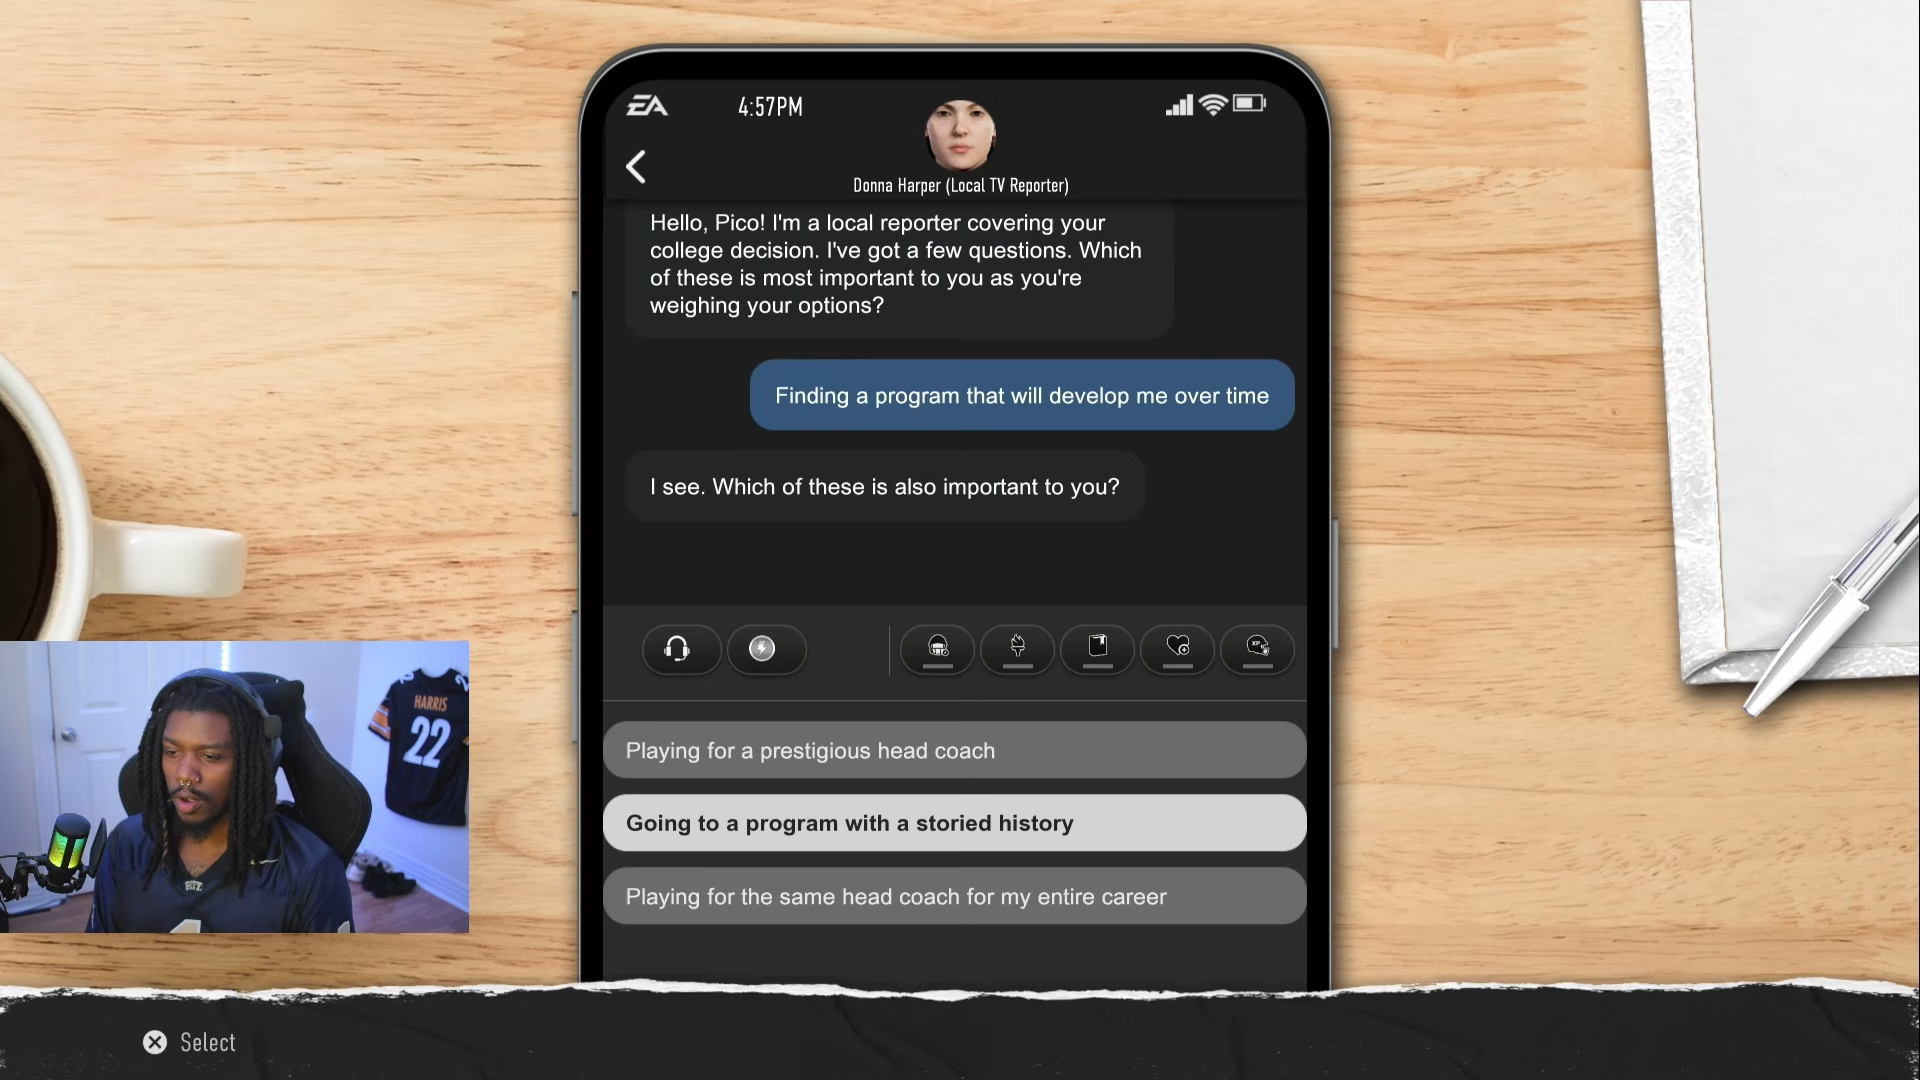 EA
4:57PM
Donna Harper (Local TV Reporter)
Hello, Pico! I'm a local reporter covering your
college decision. I've got a few questions. Which
of these is most important to you as you're
weighing your options?
Finding a program that will develop me over time
I see. Which of these is also important to you?
XP
Playing for a prestigious head coach
Going to a program with a storied history
Playing for the same head coach for my entire career
HARRIS
22
22
PITT
Select